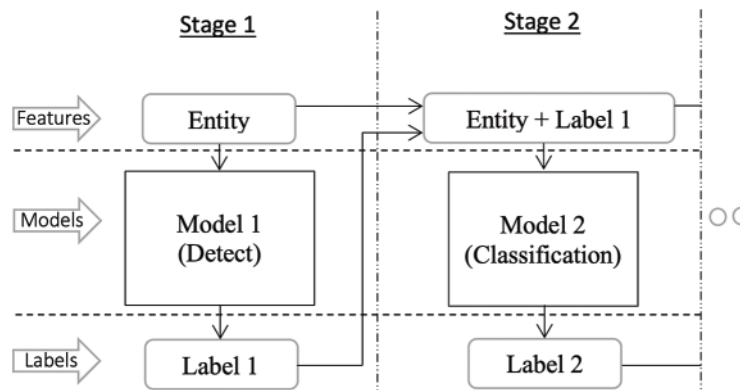 Stage 1
Stage 2
Features
Entity
Entity + Label 1
Models
Model 1
(Detect)
Model 2
(Classification)
Labels
Label 1
Label 2